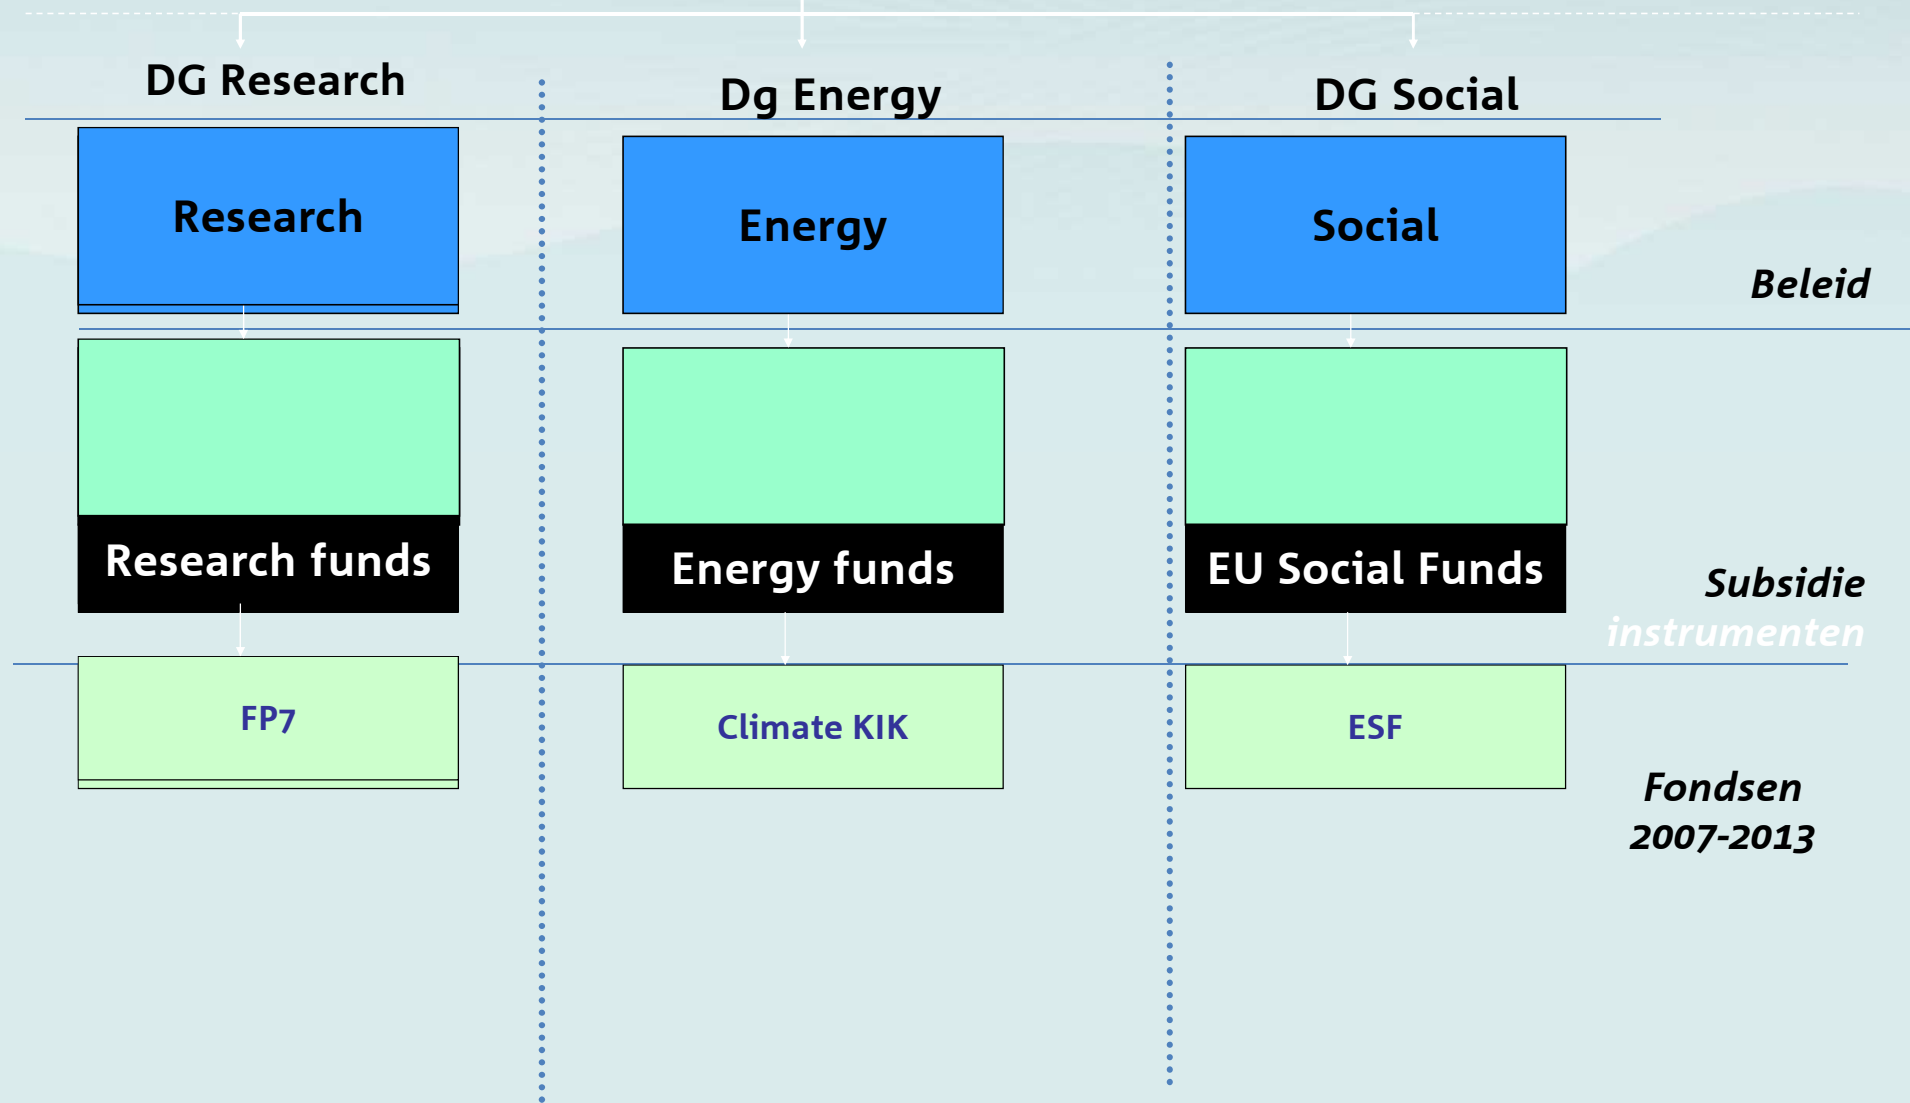 DG Research
Dg Energy
DG Social
Research
Energy
Social
Beleid
Research funds
Energy funds
EU Social Funds
Subsidie
instrumenten
FP7
Climate KIK
ESF
Fondsen
2007-2013